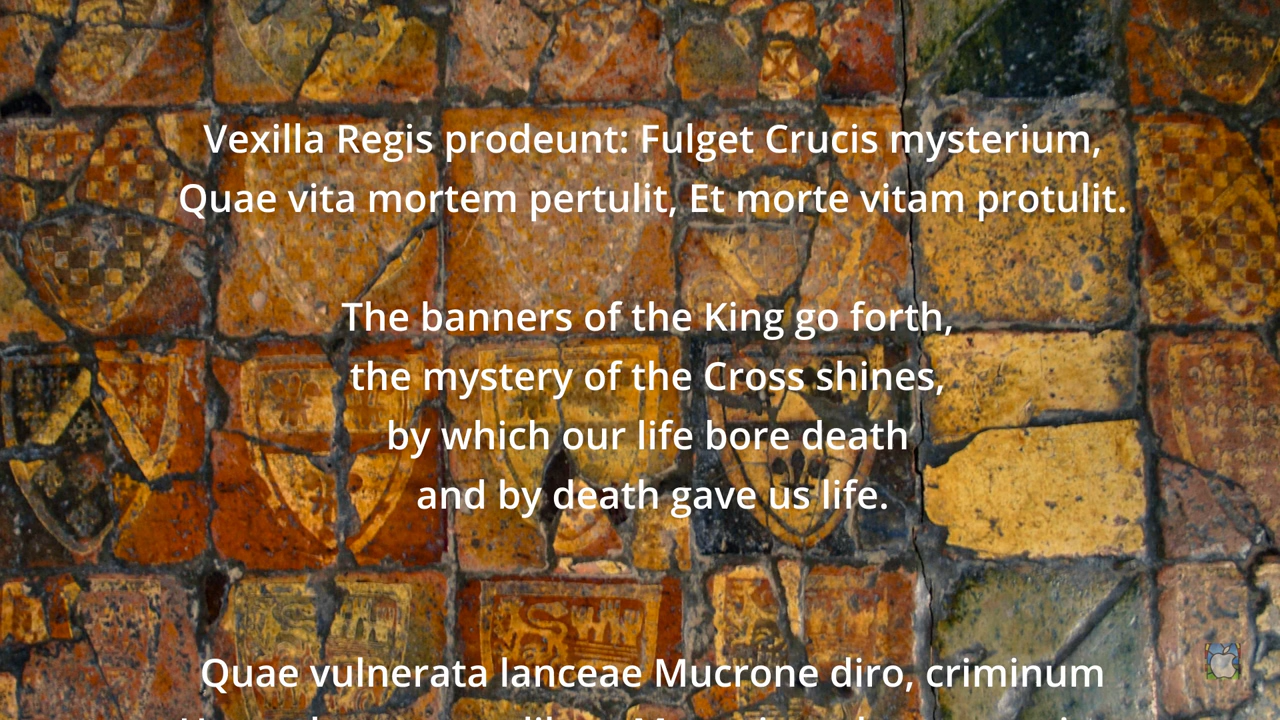 Vexilla Regis prodeunt: Fulget Crucis mysterium,
Quae vita mortem pertulit, Et morte vitam protulit.
The banners of the King go forth,
the mystery of the Cross shines,
by which our life bore death
and by death gave us life.
Quae vulnerata lanceae Mucrone diro, criminum